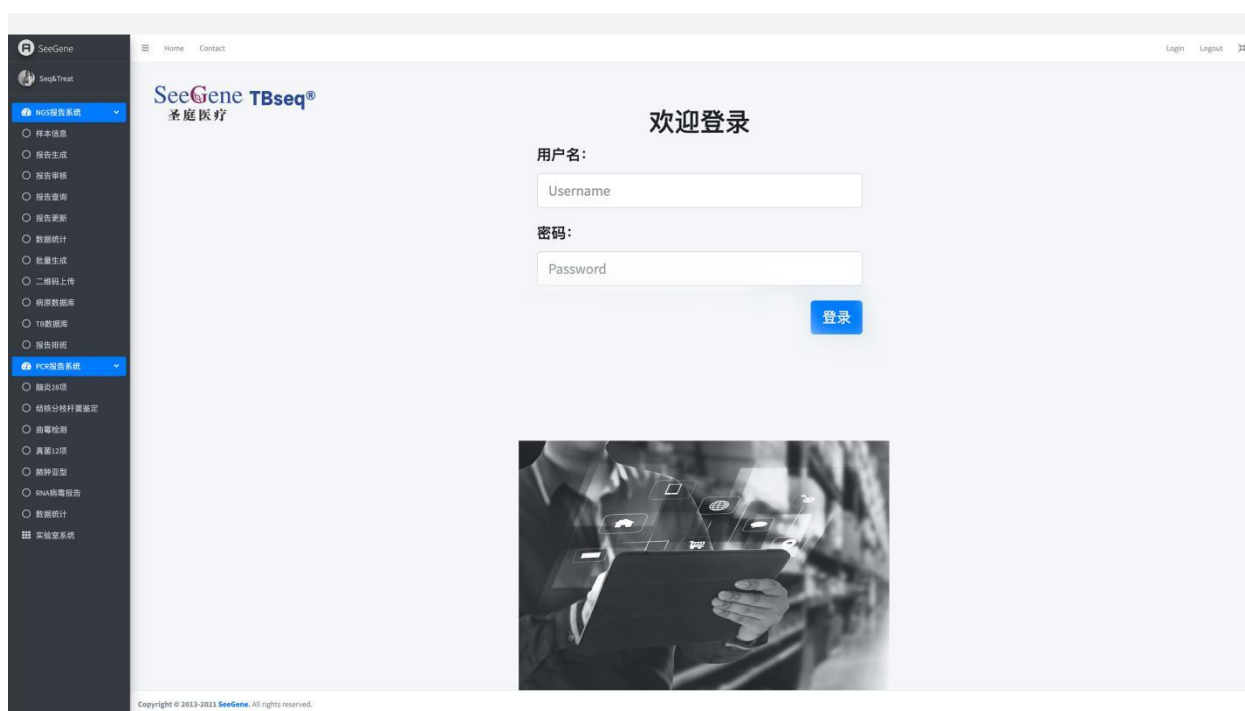 SeeGene
Home Contact
Login Logout
Seq&Treat
NGS报告系统
样本信息
报告生成
报告审核
报告查询
报告更新
数据统计
批量生成
二维码上传
病原数据库
TB数据库
报告排班
PCR报告系统
脑炎28项
结核分枝杆菌鉴定
曲霉检测
真菌12项
RNA病毒报告
数据统计
实验室系统
SeeGene TBseq®
圣庭医疗
欢迎登录
用户名：
Username
密码：
Password
登录
Copyright © 2013-2021 SeeGene. All rights reserved.